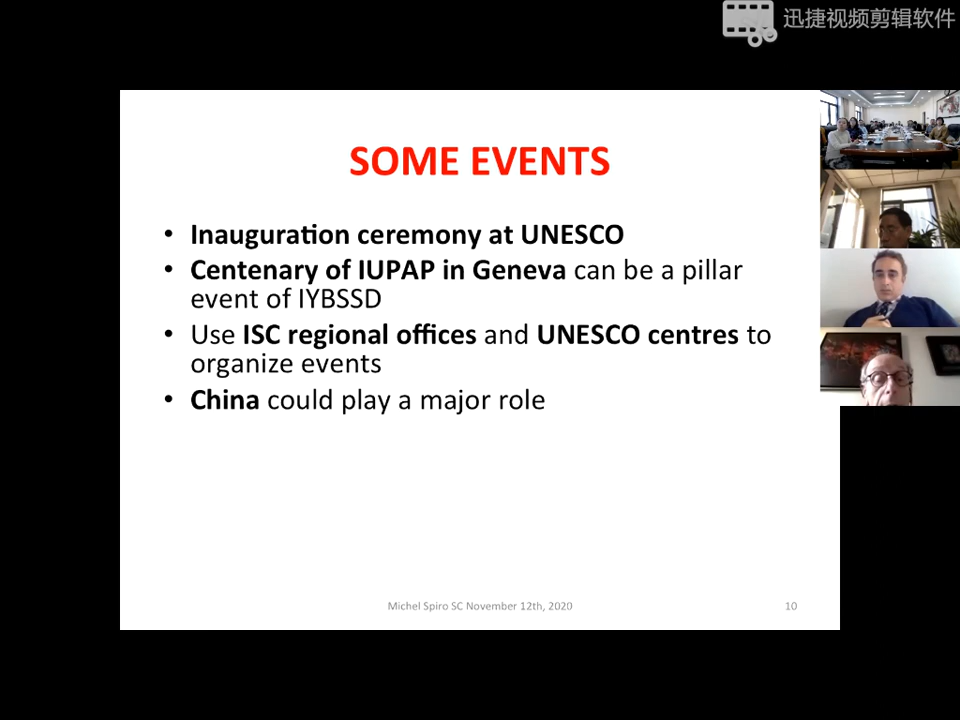 迅捷视频剪辑软件
SOME EVENTS
• Inauguration ceremony at UNESCO
• Centenary of IUPAP in Geneva can be a pillar
event of IYBSSD
• Use ISC regional offices and UNESCO centres to
organize events
• China could play a major role
Michel Spiro SC November 12th, 2020
10